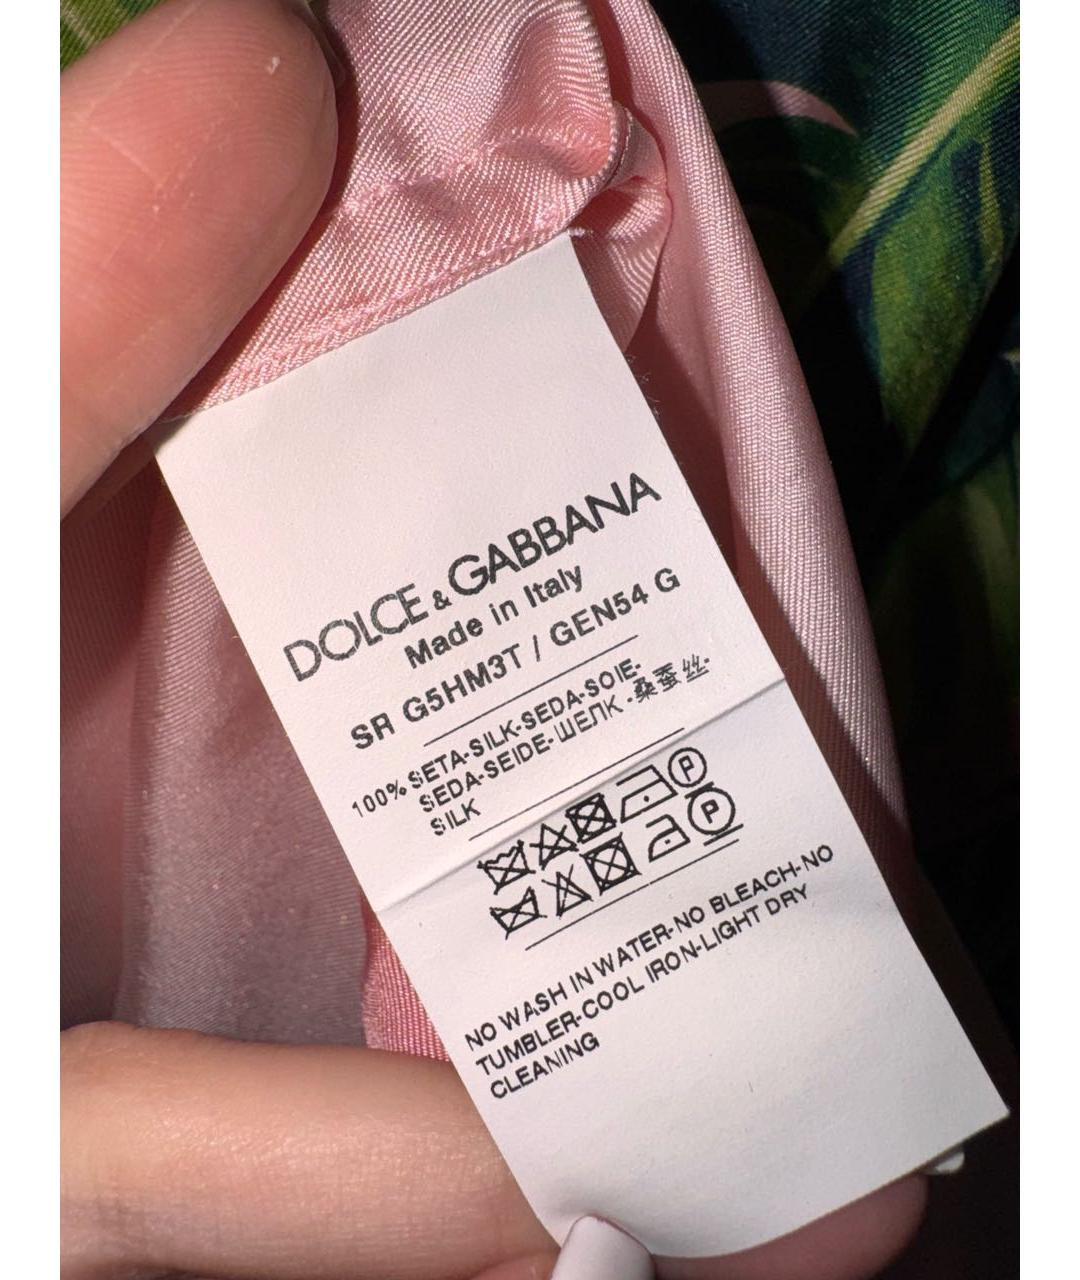 DOLCE & GABBANA
Made in Italy
SR G5HM3T / GEN54 G
100% SETA-SILK-SEDA-SOIE-
SEDA-SEIDE-ШЕЛК-桑蚕丝-
SILK
P
P
NO WASH IN WATER-NO BLEACH-NO
TUMBLER-COOL IRON-LIGHT DRY
CLEANING